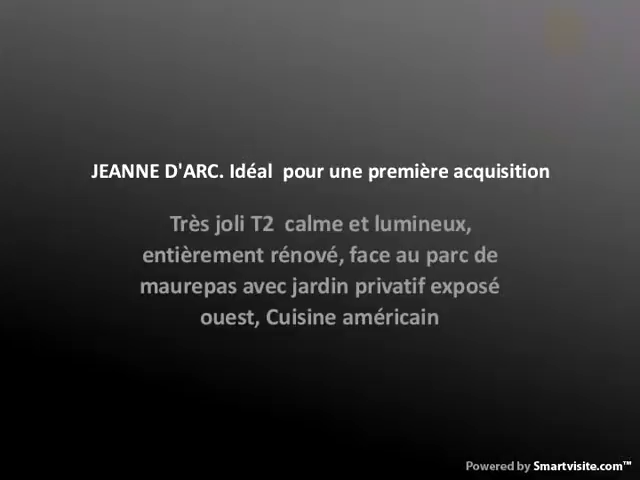 JEANNE D'ARC. Idéal  pour une première acquisition
Très joli T2  calme et lumineux,
entièrement rénové, face au parc de
maurepas avec jardin privatif exposé
ouest, Cuisine américain
Powered by Smartvisite.com™